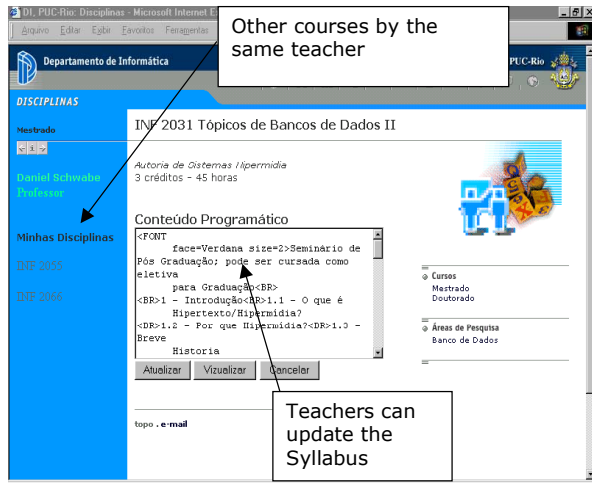 DI, PUC-Rio: Disciplinas - Microsoft Internet E
Other courses by the
same teacher
Arquivo Editar Exibir Favoritos Ferramentas
Departamento de Informática
PUC-Rio
DISCIPLINAS
Mestrado
INF 2031 Tópicos de Bancos de Dados II
< 1 >
Autoria de Sistemas Hipermidia
3 créditos - 45 horas
Daniel Schwabe
Professor
Conteúdo Programático
Minhas Disciplinas
INF 2055
INF 2056
<FONT
face=Verdana size=2>Seminário de
Pós Graduação; pode ser cursada como
eletiva
para Graduação<BR>
<BR>1 - Introdução<BR>1.1 - O que é
Hipertexto/Hipermidia?
<BR>1.2 - Por que Hipermidia?<BR>1.3 -
Breve
Historia
Atualizar Vizualizar Cancelar
Cursos
Mestrado
Doutorado
Áreas de Pesquisa
Banco de Dados
Teachers can
update the
Syllabus
topo . e-mail